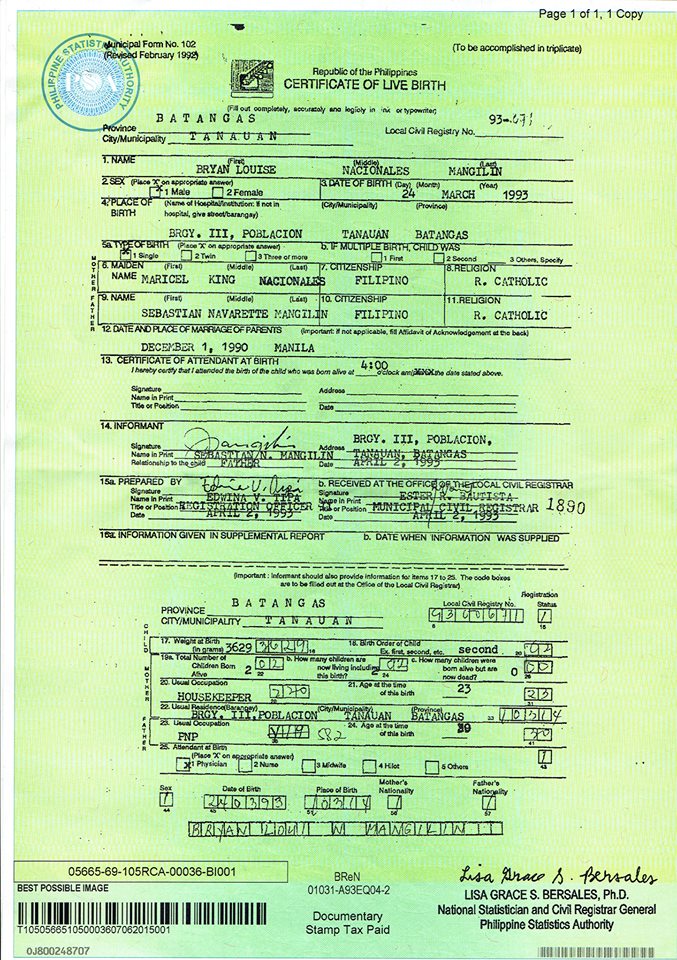 Page 1 of 1, 1 Copy
Municipal Form No. 102
(Revised February 1992)
(To be accomplished in triplicate)
PHILIPPINE STATISTICS AUTHORITY
PSA
Republic of the Philippines
CERTIFICATE OF LIVE BIRTH
(Fill out completely, accurately and legibly in ink or typewriter)
Province BATANGAS
City/Municipality TANAUAN
Local Civil Registry No. 93-671
1. NAME (First) (Middle) (Last)
BRYAN LOUISE NACIONALES MANGILIN
2. SEX (Place 'X' on appropriate answer)
X 1 Male 2 Female
3. DATE OF BIRTH (Day) (Month) (Year)
24 MARCH 1993
4. PLACE OF BIRTH (Name of Hospital/Institution: if not in hospital, give street/barangay) (City/Municipality) (Province)
BRGY. III, POBLACION TANAUAN BATANGAS
5a. TYPE OF BIRTH (Place 'X' on appropriate answer)
X 1 Single 2 Twin 3 Three of more
b. IF MULTIPLE BIRTH, CHILD WAS
1 First 2 Second 3 Others, Specify
MOTHER
6. MAIDEN NAME (First) (Middle) (Last)
MARICEL KING NACIONALES
7. CITIZENSHIP
FILIPINO
8. RELIGION
R. CATHOLIC
FATHER
9. NAME (First) (Middle) (Last)
SEBASTIAN NAVARETTE MANGILIN
10. CITIZENSHIP
FILIPINO
11. RELIGION
R. CATHOLIC
12. DATE AND PLACE OF MARRIAGE OF PARENTS (Important: if not applicable, fill Affidavit of Acknowledgement at the back)
DECEMBER 1, 1990 MANILA
13. CERTIFICATE OF ATTENDANT AT BIRTH
I hereby certify that I attended the birth of the child who was born alive at 4:00 o'clock am/XXXX the date stated above.
Signature
Name in Print
Title or Position
Address
Date
14. INFORMANT
Signature
Name in Print SEBASTIAN N. MANGILIN
Relationship to the child FATHER
Address BRGY. III, POBLACION,
TANAUAN, BATANGAS
Date APRIL 2, 1993
15a. PREPARED BY
Signature
Name in Print EDWINA V.
Title or Position REGISTRATION OFFICER
Date APRIL 2, 1993
b. RECEIVED AT THE OFFICE OF THE LOCAL CIVIL REGISTRAR
Signature
Name in Print ESTER R. BAUTISTA
Title or Position MUNICIPAL CIVIL REGISTRAR 1890
Date APRIL 2, 1993
16a. INFORMATION GIVEN IN SUPPLEMENTAL REPORT
b. DATE WHEN INFORMATION WAS SUPPLIED
(Important: Informant should also provide information for items 17 to 25. The code boxes
are to be filled out at the Office of the Local Civil Registrar)
PROVINCE BATANGAS
CITY/MUNICIPALITY TANAUAN
Local Civil Registry No.
9300671
Registration Status
1
CHILD
17. Weight at Birth (in grams) 3629 3629
18. Birth Order of Child
Ex. first, second, etc. second 02
MOTHER
19a. Total Number of Children Born Alive 2 02
b. How many children are now living including this birth? 2 02
c. How many children were born alive but are now dead? 0 00
20. Usual Occupation
HOUSEKEEPER 220
21. Age at the time of this birth 23 23
22. Usual Residence (Barangay) (City/Municipality) (Province)
BRGY. III, POBLACION TANAUAN BATANGAS 10314
FATHER
23. Usual Occupation
PNP 582
24. Age at the time of this birth 30
25. Attendant at Birth
(Place 'X' on appropriate answer)
X 1 Physician 2 Nurse 3 Midwife 4 Hilot 5 Others
1
Sex
1
Date of Birth
240393
Place of Birth
10314
Mother's Nationality
1
Father's Nationality
1
BRYAN LOUI N MANGILIN
05665-69-105RCA-00036-BI001
BEST POSSIBLE IMAGE
T105056651050003607062015001
0J800248707
BReN
01031-A93EQ04-2
Documentary
Stamp Tax Paid
Lisa Grace S. Bersales
LISA GRACE S. BERSALES, Ph.D.
National Statistician and Civil Registrar General
Philippine Statistics Authority